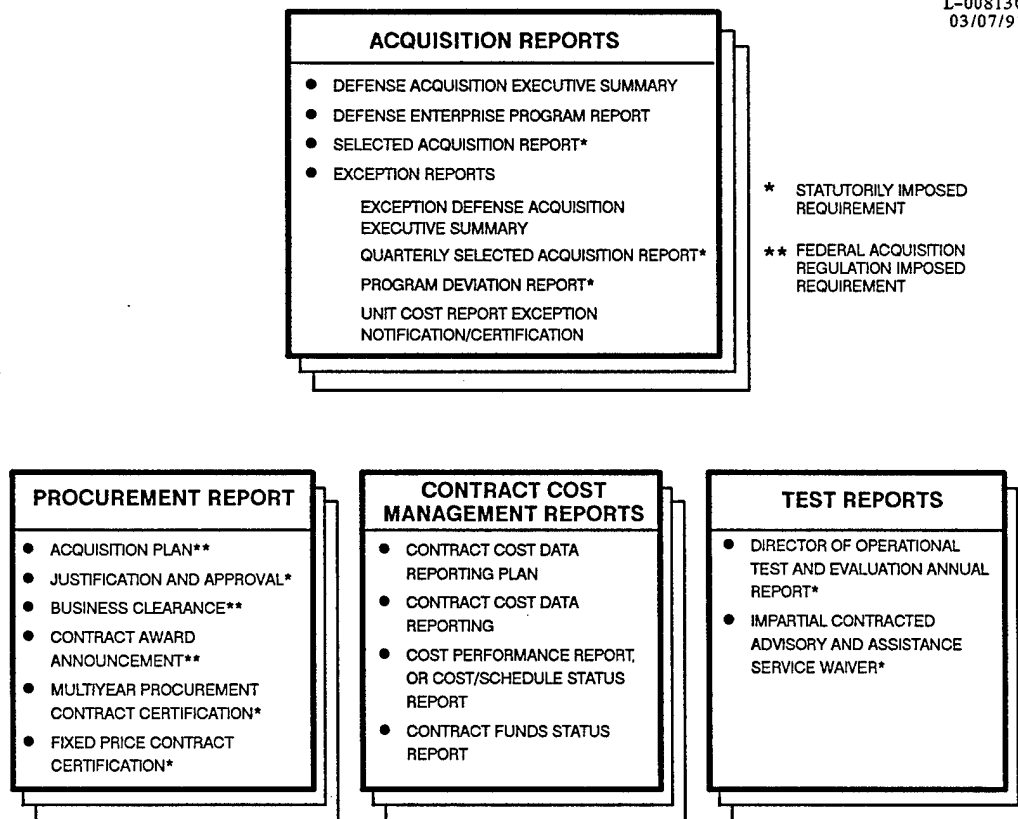 03/07/9
ACQUISITION REPORTS
● DEFENSE ACQUISITION EXECUTIVE SUMMARY
● DEFENSE ENTERPRISE PROGRAM REPORT
● SELECTED ACQUISITION REPORT*
● EXCEPTION REPORTS
EXCEPTION DEFENSE ACQUISITION
EXECUTIVE SUMMARY
QUARTERLY SELECTED ACQUISITION REPORT*
PROGRAM DEVIATION REPORT*
UNIT COST REPORT EXCEPTION
NOTIFICATION/CERTIFICATION
* STATUTORILY IMPOSED
REQUIREMENT
** FEDERAL ACQUISITION
REGULATION IMPOSED
REQUIREMENT
PROCUREMENT REPORT
● ACQUISITION PLAN**
● JUSTIFICATION AND APPROVAL*
● BUSINESS CLEARANCE**
● CONTRACT AWARD
ANNOUNCEMENT**
● MULTIYEAR PROCUREMENT
CONTRACT CERTIFICATION*
● FIXED PRICE CONTRACT
CERTIFICATION*
CONTRACT COST
MANAGEMENT REPORTS
● CONTRACT COST DATA
REPORTING PLAN
● CONTRACT COST DATA
REPORTING
● COST PERFORMANCE REPORT,
OR COST/SCHEDULE STATUS
REPORT
● CONTRACT FUNDS STATUS
REPORT
TEST REPORTS
● DIRECTOR OF OPERATIONAL
TEST AND EVALUATION ANNUAL
REPORT*
● IMPARTIAL CONTRACTED
ADVISORY AND ASSISTANCE
SERVICE WAIVER*